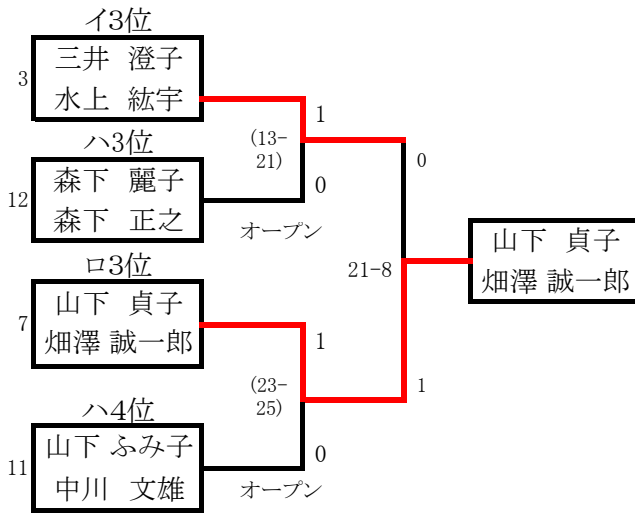 イ3位
3
三井 澄子
水上 紘宇
1
(13-
21)
ハ3位
0
0
12
森下 麗子
森下 正之
オープン
山下 貞子
畑澤 誠一郎
ロ3位
21-8
7
山下 貞子
畑澤 誠一郎
1
(23-
25)
1
ハ4位
0
11
山下 ふみ子
中川 文雄
オープン